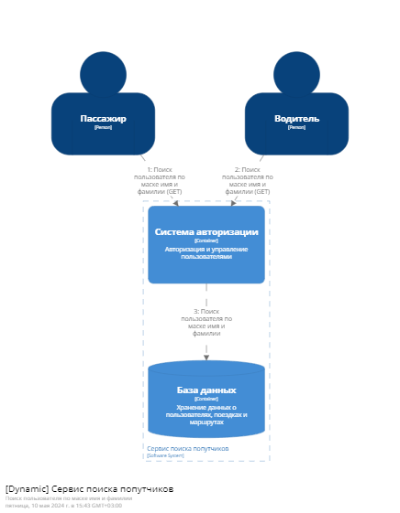 Пассажир
[Person]
Водитель
[Person]
1: Поиск
пользователя по
маске имя и
фамилии (GET)
2: Поиск
пользователя по
маске имя и
фамилии (GET)
Система авторизации
[Container]
Авторизация и управление
пользователями
3: Поиск
пользователя по
маске имя и
фамилии
База данных
[Container]
Хранение данных о
пользователях, поездках и
маршрутах
Сервис поиска попутчиков
[Software System]
[Dynamic] Сервис поиска попутчиков
Поиск пользователя по маске имя и фамилии
пятница, 10 мая 2024 г. в 15:43 GMT+03:00